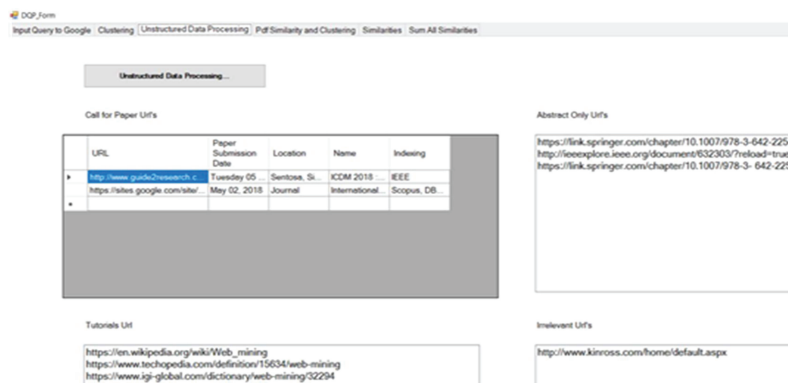 DQP_Form
Input Query to Google Clustering Unstructured Data Processing Pdf Similarity and Clustering Similarities Sum All Similarities
Unstructured Data Processing...
Call for Paper Url's
Abstract Only Url's
URL Paper Submission Date Location Name Indexing
http://www.guide2research.c... Tuesday 05 ... Sentosa, Si... ICDM 2018 :... IEEE
https://sites.google.com/site/... May 02, 2018 Journal International... Scopus, DB...
https://link.springer.com/chapter/10.1007/978-3-642-225
http://ieeexplore.ieee.org/document/632303/?reload=true
https://link.springer.com/chapter/10.1007/978-3- 642-225
Tutorials Url
Irrelevant Url's
https://en.wikipedia.org/wiki/Web_mining
https://www.techopedia.com/definition/15634/web-mining
https://www.igi-global.com/dictionary/web-mining/32294
http://www.kinross.com/home/default.aspx